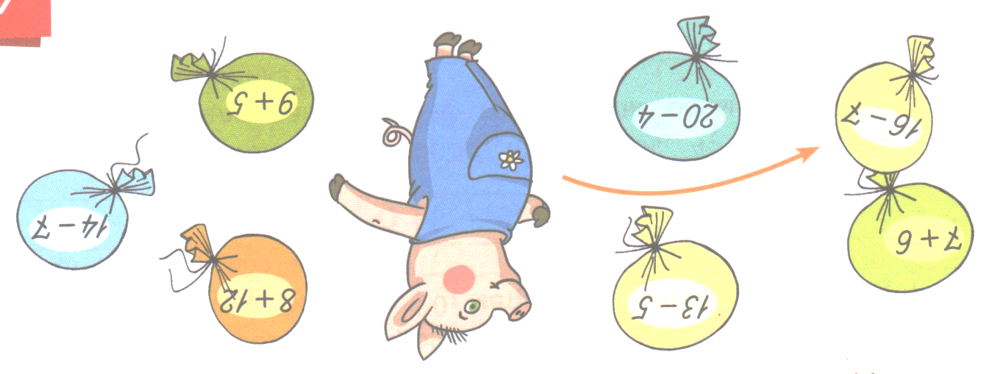 7 + 6
13 – 5
8 + 12
14 – 7
16 – 7
20 – 4
9 + 5